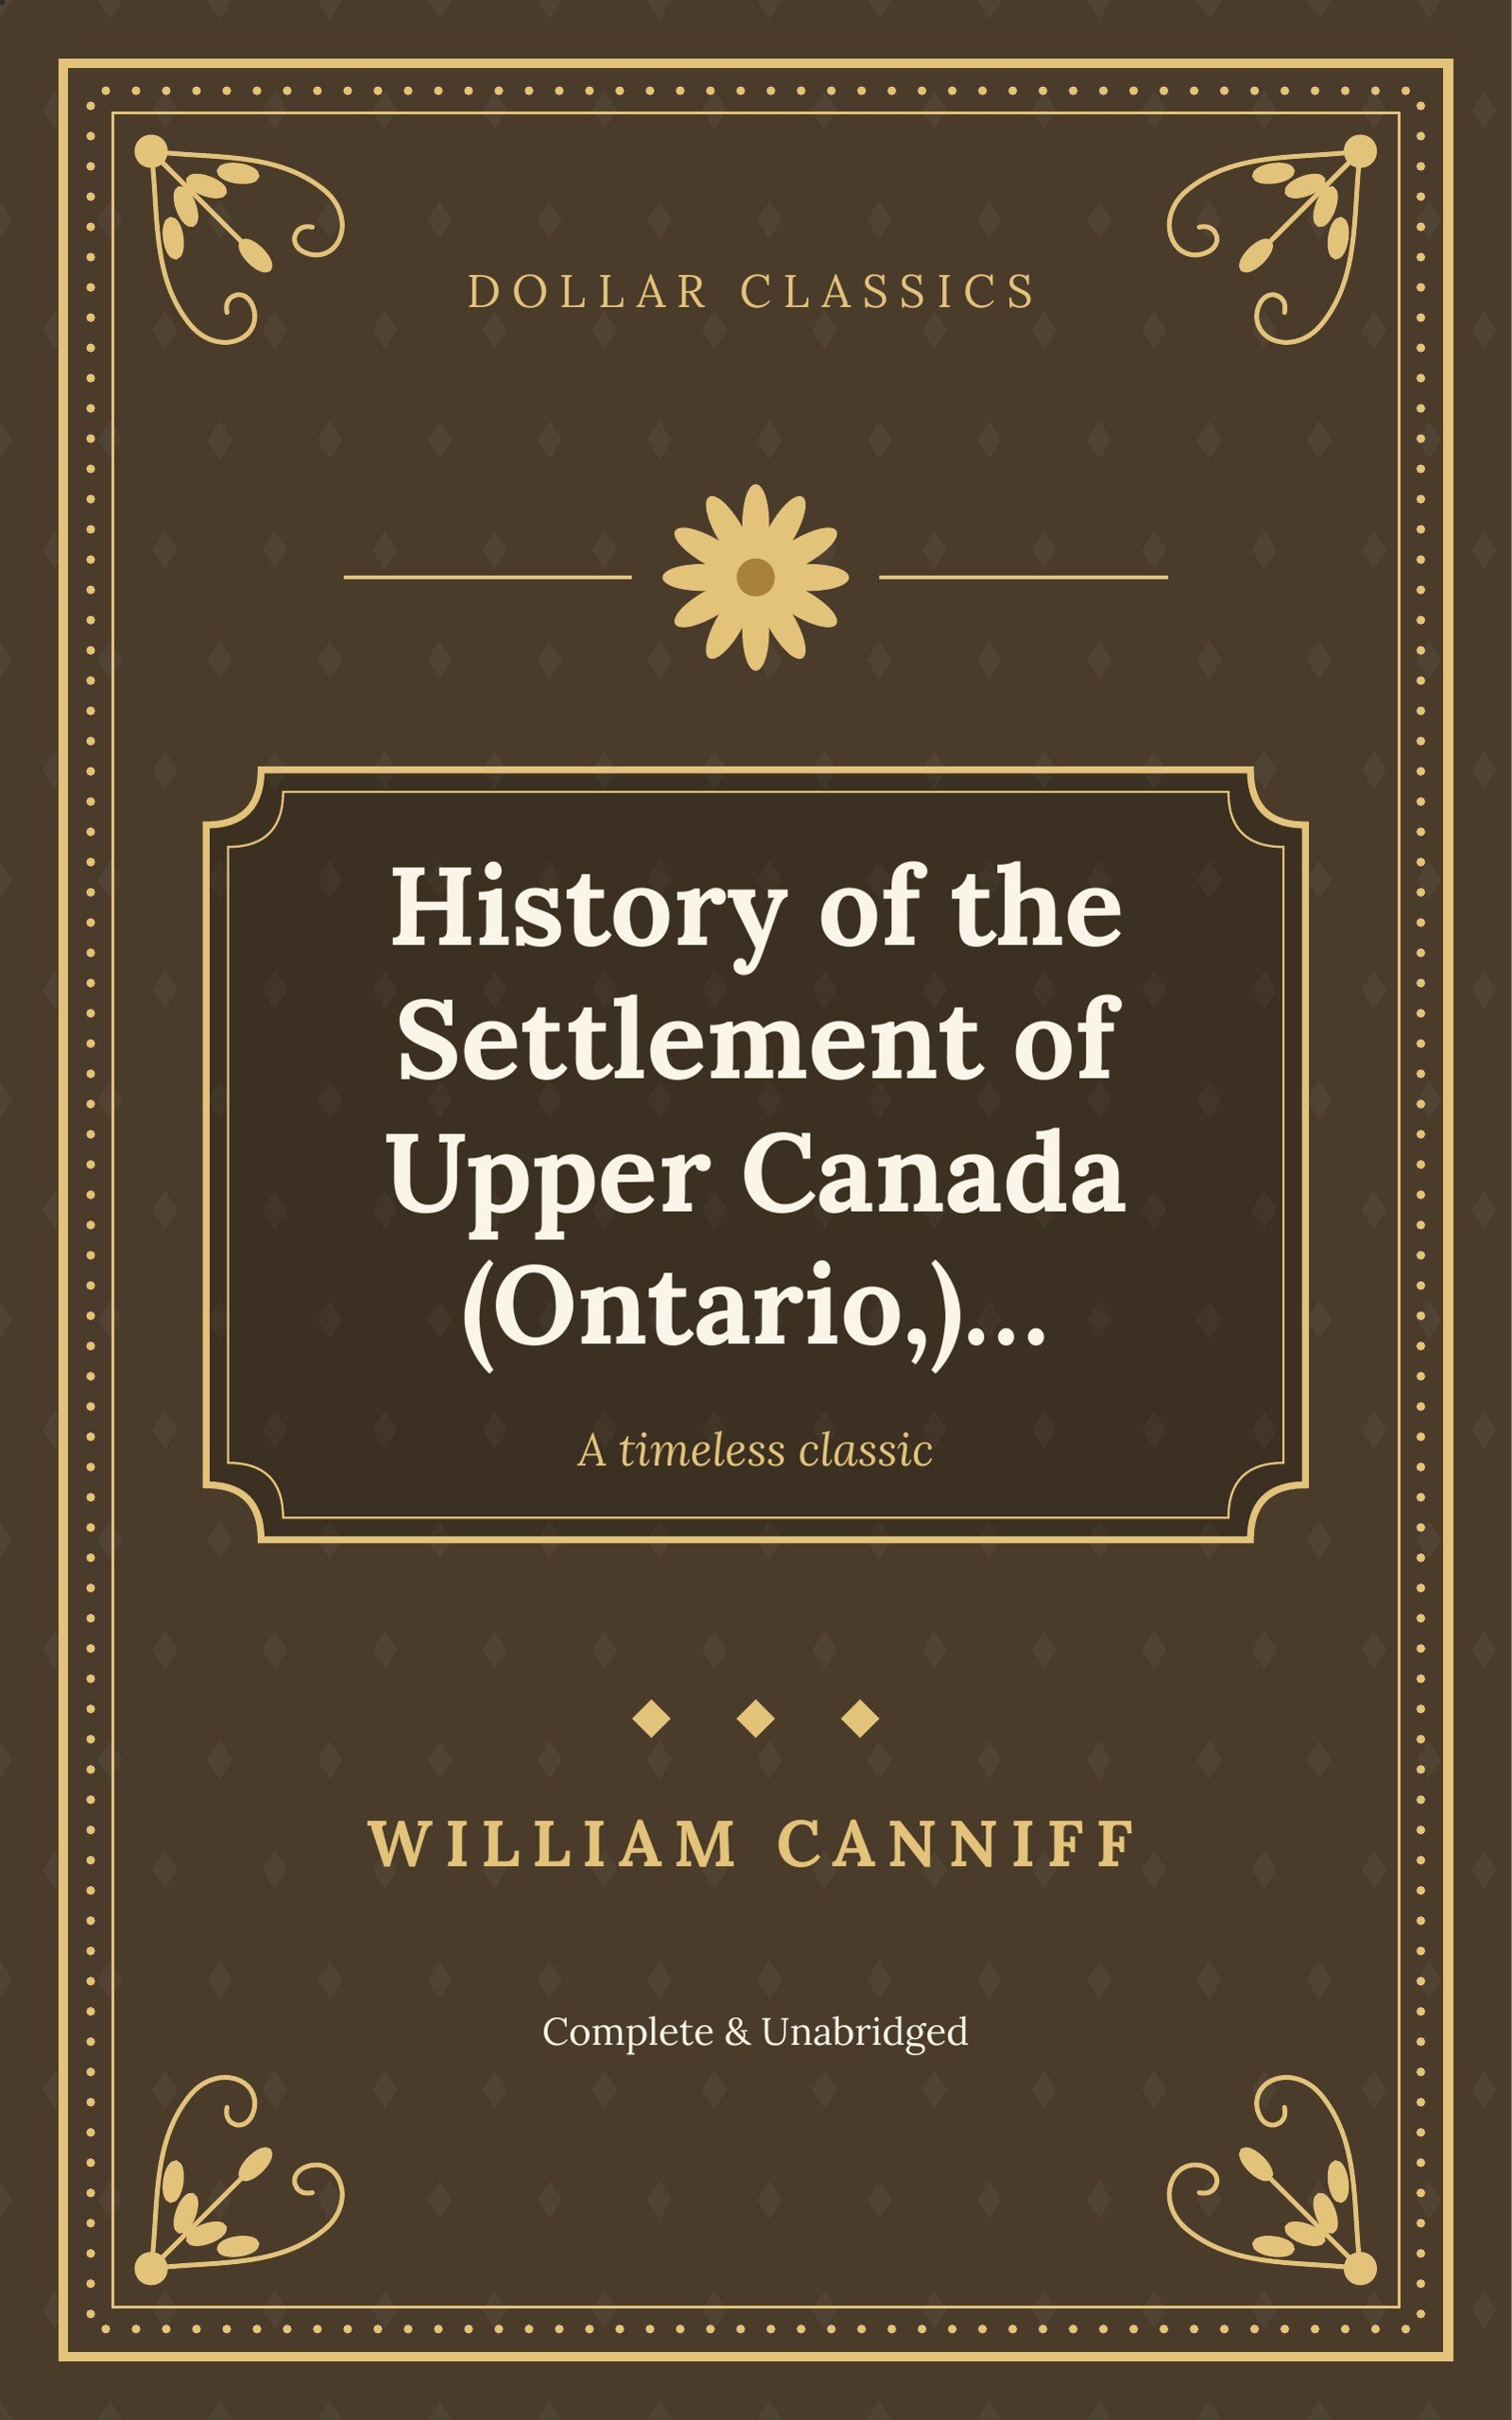 DOLLAR CLASSICS
History of the
Settlement of
Upper Canada
(Ontario,)...
A timeless classic
WILLIAM CANNIFF
Complete & Unabridged